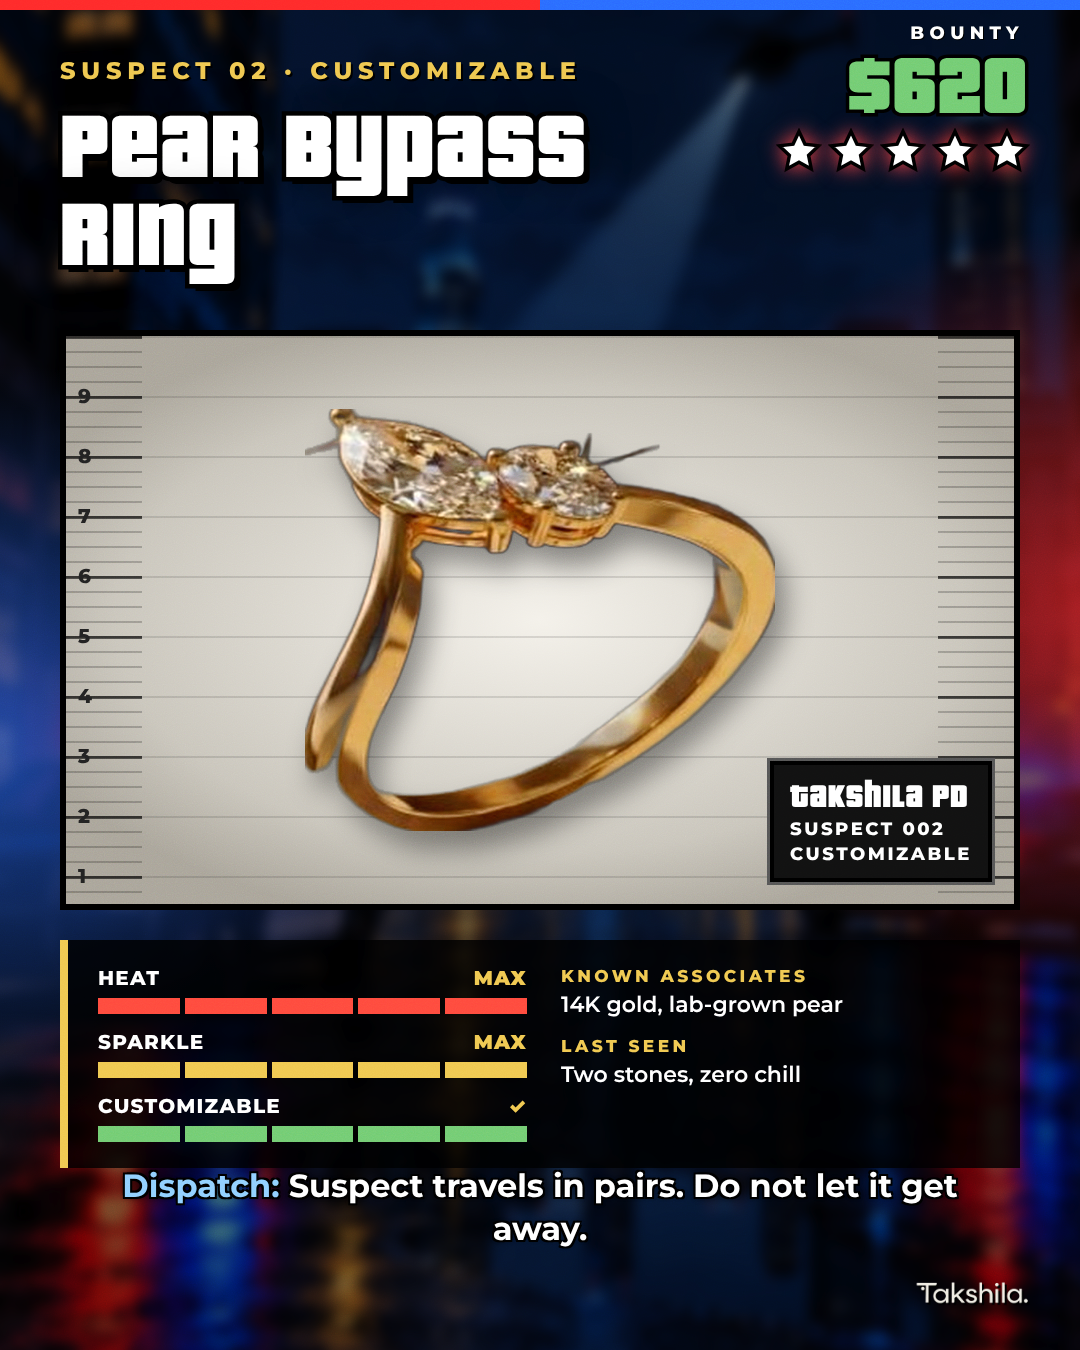 BOUNTY
SUSPECT 02 · CUSTOMIZABLE
$620
Pear Bypass
Ring
9
8
7
6
5
4
3
2
1
takshila PD
SUSPECT 002
CUSTOMIZABLE
HEAT MAX
SPARKLE MAX
CUSTOMIZABLE ✓
KNOWN ASSOCIATES
14K gold, lab-grown pear
LAST SEEN
Two stones, zero chill
Dispatch: Suspect travels in pairs. Do not let it get
away.
Takshila.